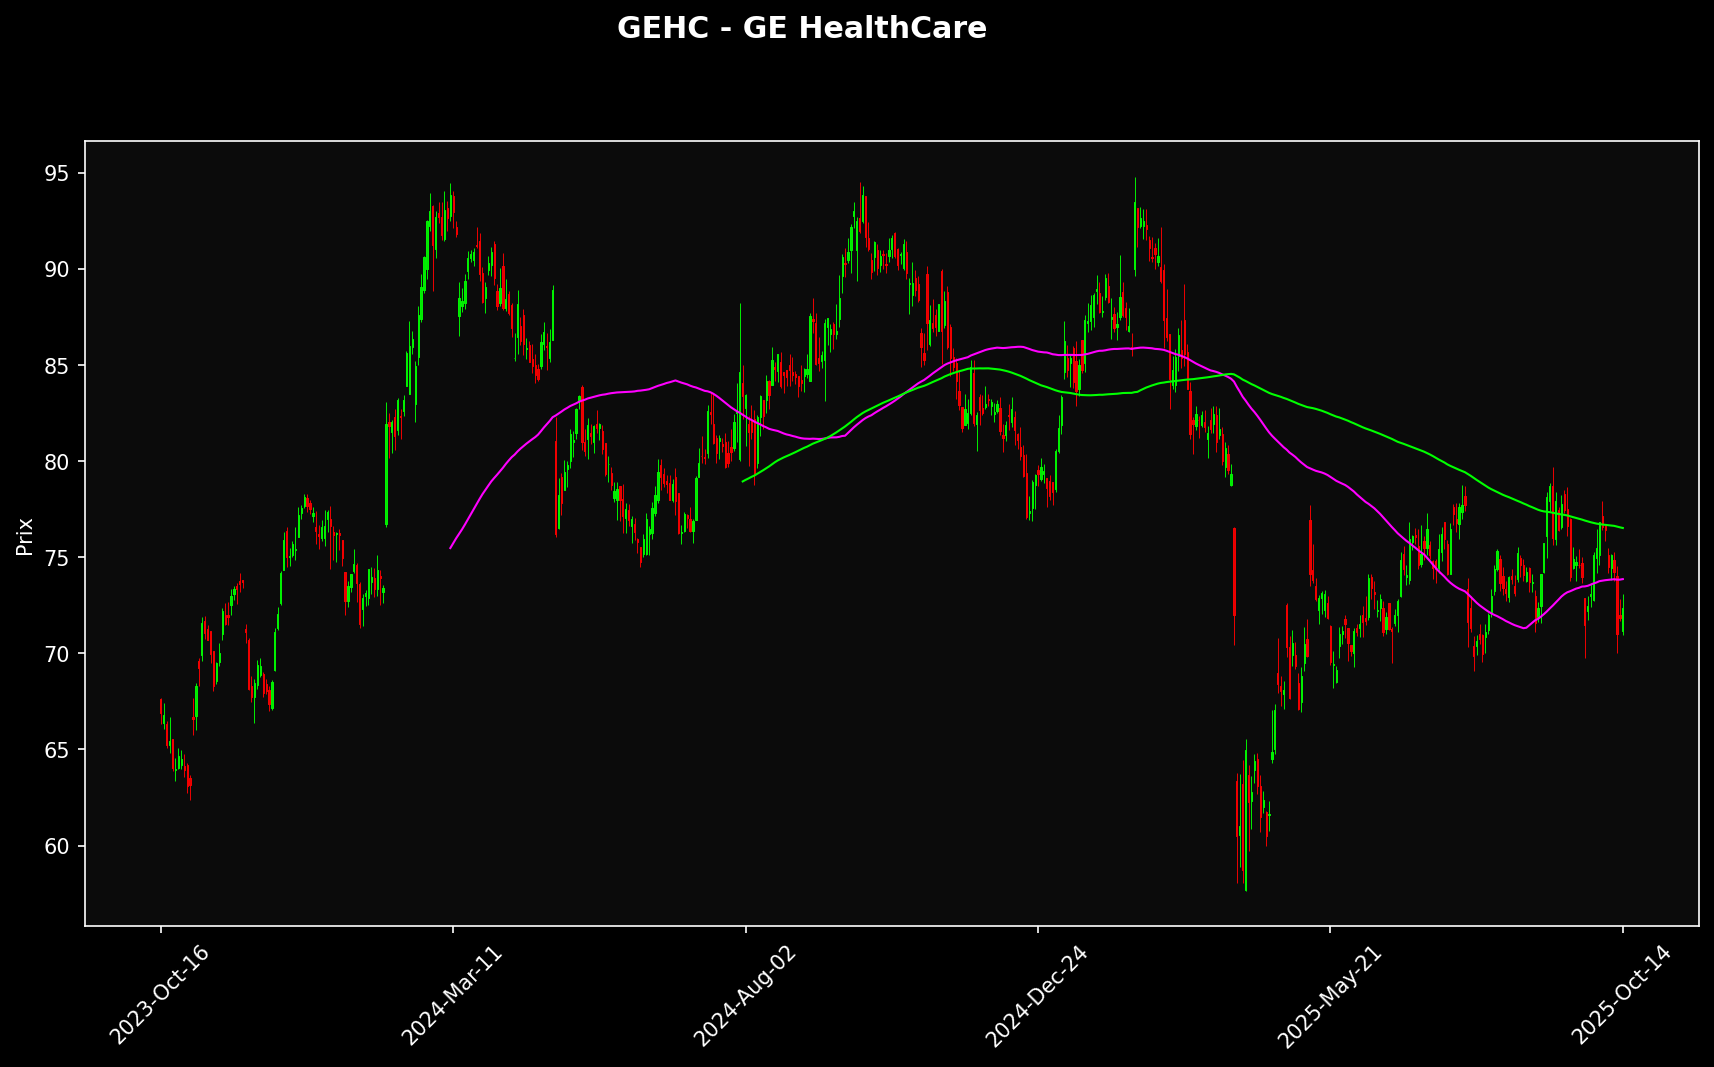 GEHC - GE HealthCare
Prix
95
90
85
80
75
70
65
60
2023-Oct-16
2024-Mar-11
2024-Aug-02
2024-Dec-24
2025-May-21
2025-Oct-14